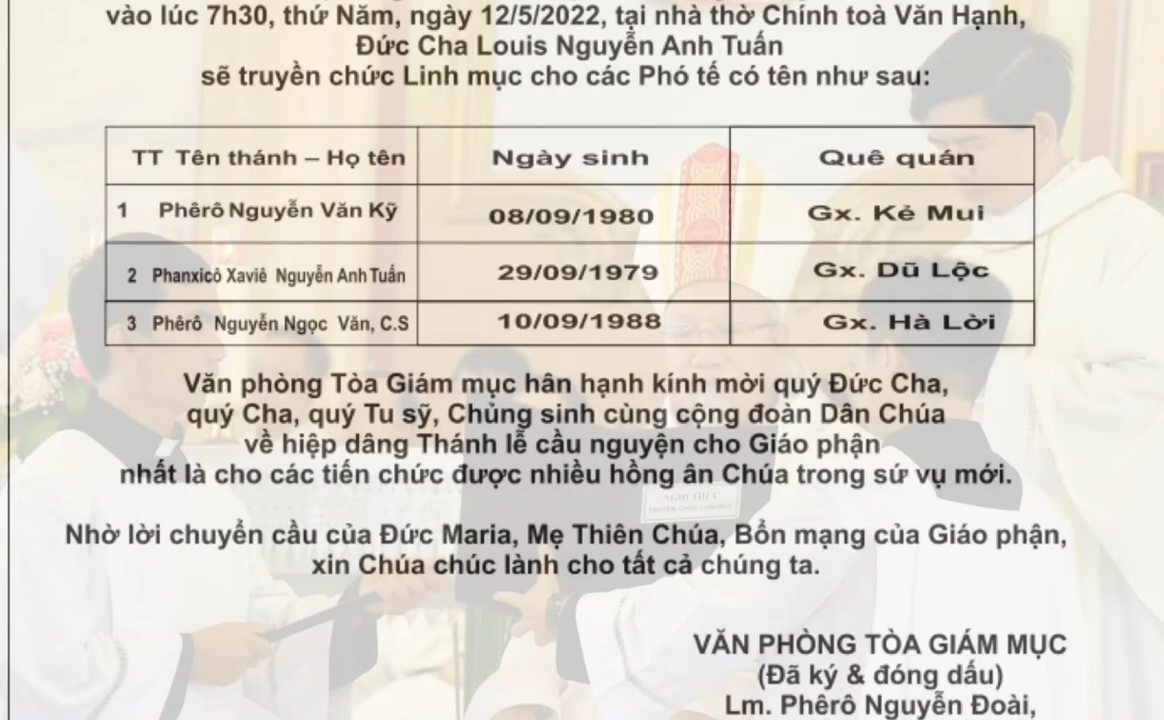 vào lúc 7h30, thứ Năm, ngày 12/5/2022, tại nhà thờ Chính toà Văn Hạnh,
Đức Cha Louis Nguyễn Anh Tuấn
sẽ truyền chức Linh mục cho các Phó tế có tên như sau:
TT Tên thánh – Họ tên Ngày sinh Quê quán
1 Phêrô Nguyễn Văn Kỹ 08/09/1980 Gx. Kẻ Mui
2 Phanxicô Xaviê Nguyễn Anh Tuấn 29/09/1979 Gx. Dũ Lộc
3 Phêrô Nguyễn Ngọc Văn, C.S 10/09/1988 Gx. Hà Lời
Văn phòng Tòa Giám mục hân hạnh kính mời quý Đức Cha,
quý Cha, quý Tu sỹ, Chủng sinh cùng cộng đoàn Dân Chúa
về hiệp dâng Thánh lễ cầu nguyện cho Giáo phận
nhất là cho các tiến chức được nhiều hồng ân Chúa trong sứ vụ mới.
NGHI THỨC
TRUYỀN CHỨC LINH MỤC
Nhờ lời chuyển cầu của Đức Maria, Mẹ Thiên Chúa, Bổn mạng của Giáo phận,
xin Chúa chúc lành cho tất cả chúng ta.
VĂN PHÒNG TÒA GIÁM MỤC
(Đã ký & đóng dấu)
Lm. Phêrô Nguyễn Đoài,